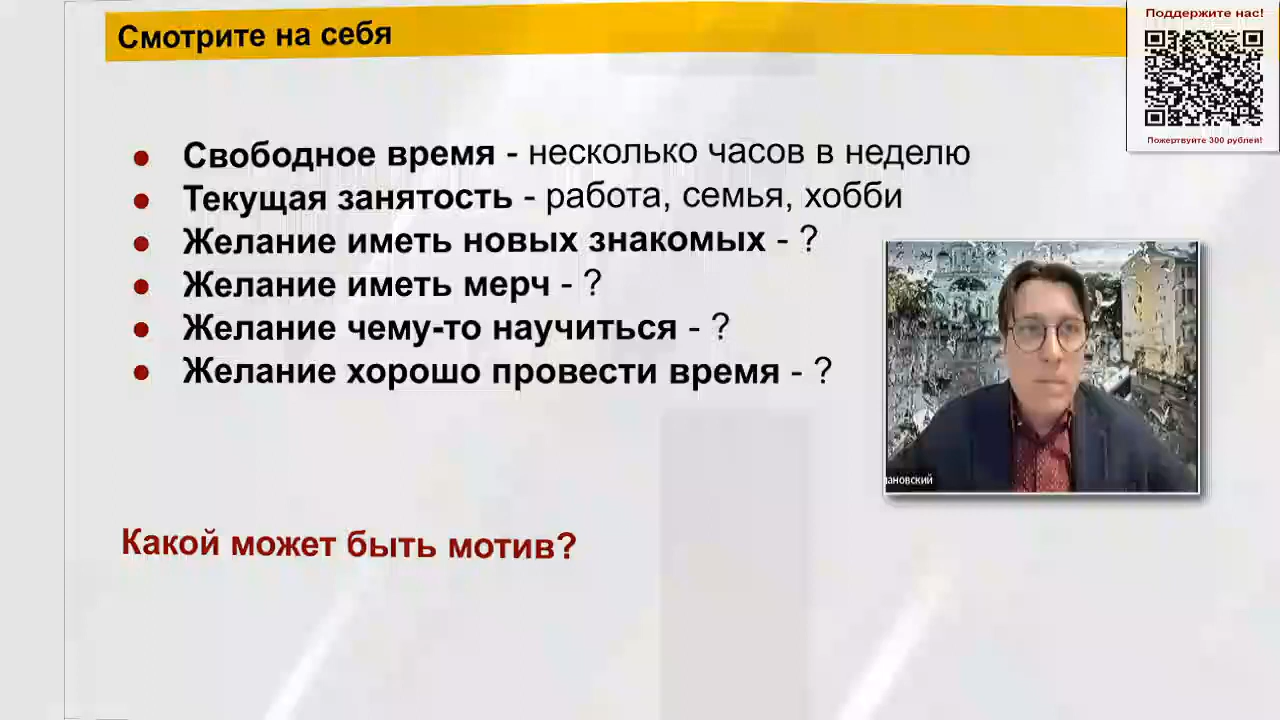 Смотрите на себя
Поддержите нас!
Пожертвуйте 300 рублей!
● Свободное время - несколько часов в неделю
● Текущая занятость - работа, семья, хобби
● Желание иметь новых знакомых - ?
● Желание иметь мерч - ?
● Желание чему-то научиться - ?
● Желание хорошо провести время - ?
ановский
Какой может быть мотив?